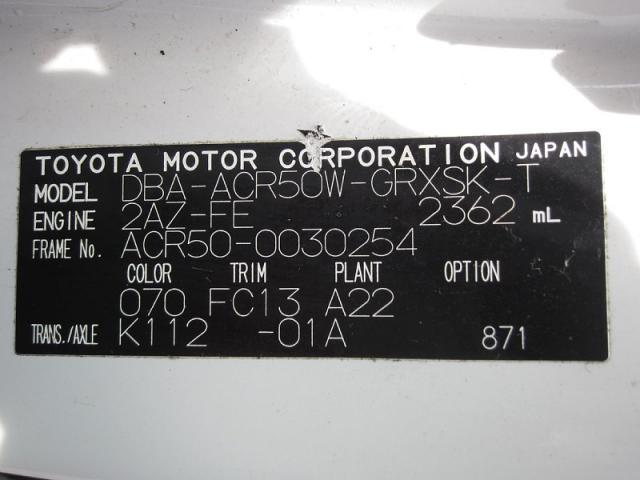 TOYOTA MOTOR CORPORATION JAPAN
MODEL DBA-ACR50W-GRXSK-T
ENGINE 2AZ-FE 2362 mL
FRAME No. ACR50-0030254
COLOR TRIM PLANT OPTION
070 FC13 A22
TRANS./AXLE K112 -01A 871